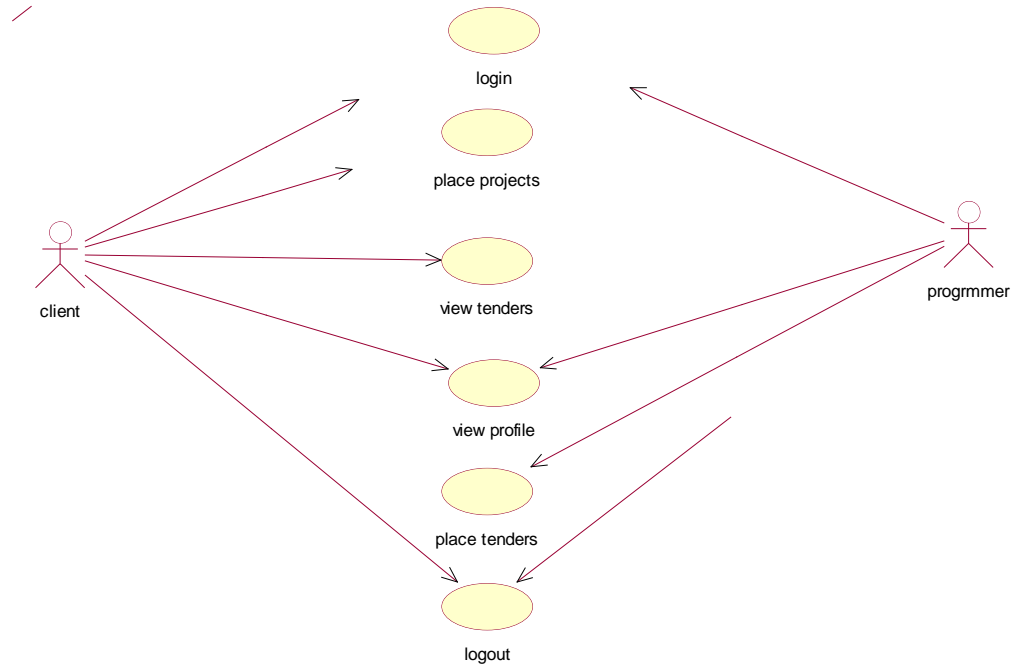 login
place projects
view tenders
client
progrmmer
view profile
place tenders
logout